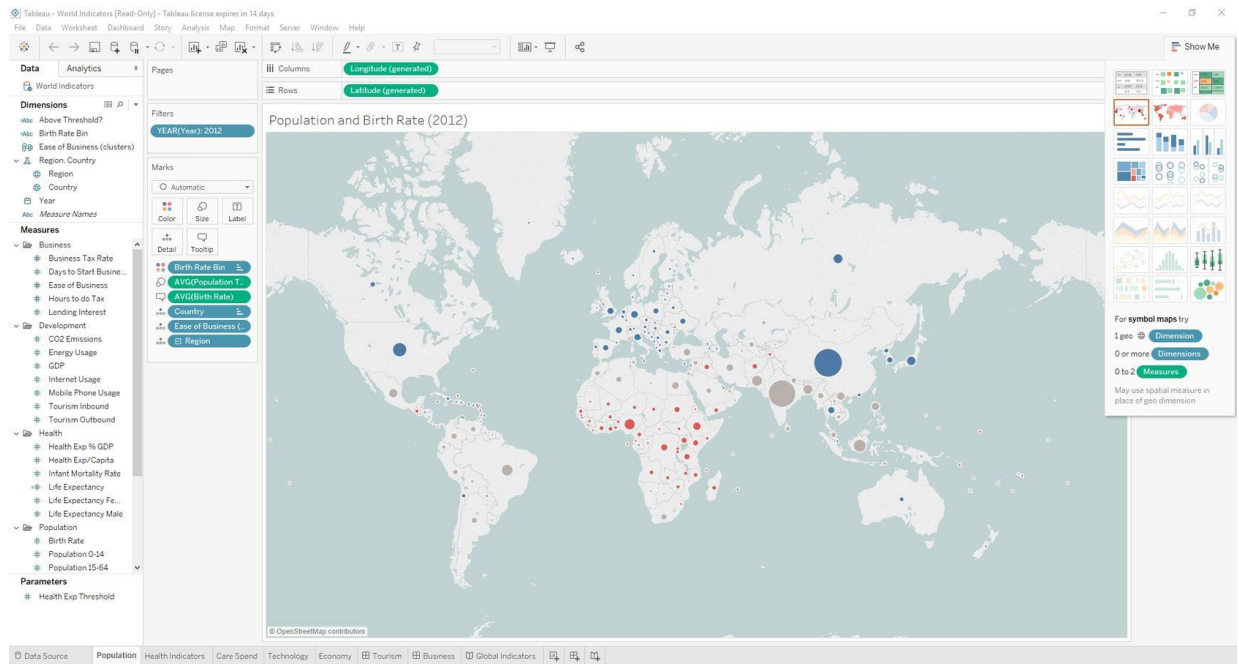 Tableau - World Indicators [Read-Only] - Tableau license expires in 14 days
File Data Worksheet Dashboard Story Analysis Map Format Server Window Help
Show Me
Data Analytics
World Indicators
Dimensions
Abc Above Threshold?
Abc Birth Rate Bin
Ease of Business (clusters)
Region, Country
Region
Country
Year
Abc Measure Names
Measures
Business
Business Tax Rate
Days to Start Busine...
Ease of Business
Hours to do Tax
Lending Interest
Development
CO2 Emissions
Energy Usage
GDP
Internet Usage
Mobile Phone Usage
Tourism Inbound
Tourism Outbound
Health
Health Exp % GDP
Health Exp/Capita
Infant Mortality Rate
Life Expectancy
Life Expectancy Fe...
Life Expectancy Male
Population
Birth Rate
Population 0-14
Population 15-64
Parameters
Health Exp Threshold
Pages
Filters
YEAR(Year): 2012
Marks
Automatic
Color Size Label
Detail Tooltip
Birth Rate Bin
AVG(Population T..
AVG(Birth Rate)
Country
Ease of Business (..
Region
Columns Longitude (generated)
Rows Latitude (generated)
Population and Birth Rate (2012)
© OpenStreetMap contributors
For symbol maps try
1 geo Dimension
0 or more Dimensions
0 to 2 Measures
May use spatial measure in
place of geo dimension
Data Source Population Health Indicators Care Spend Technology Economy Tourism Business Global Indicators